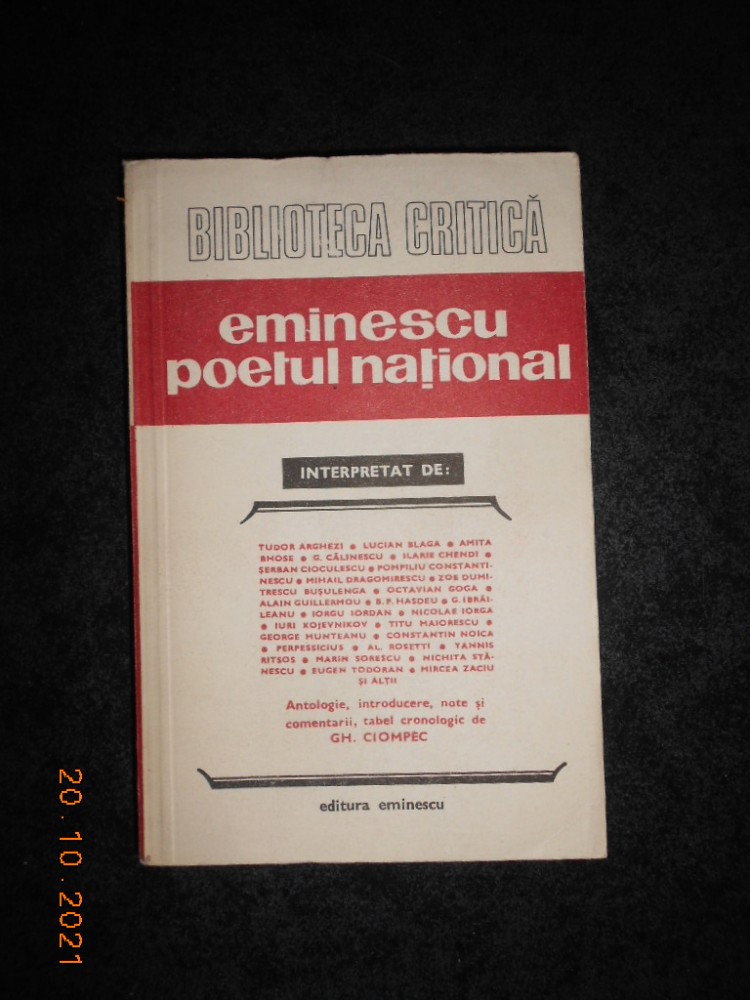 BIBLIOTECA CRITICĂ
eminescu
poetul național
INTERPRETAT DE:
TUDOR ARGHEZI • LUCIAN BLAGA • AMITA
BHOSE • G. CĂLINESCU • ILARIE CHENDI •
ȘERBAN CIOCULESCU • POMPILIU CONSTANTI-
NESCU • MIHAIL DRAGOMIRESCU • ZOE DUMI-
TRESCU BUȘULENGA • OCTAVIAN GOGA •
ALAIN GUILLERMOU • B. P. HASDEU • G. IBRĂI-
LEANU • IORGU IORDAN • NICOLAE IORGA
• IURI KOJEVNIKOV • TITU MAIORESCU •
GEORGE MUNTEANU • CONSTANTIN NOICA
• PERPESSICIUS • AL. ROSETTI • YANNIS
RITSOS • MARIN SORESCU • NICHITA STĂ-
NESCU • EUGEN TODORAN • MIRCEA ZACIU
ȘI ALȚII
Antologie, introducere, note și
comentarii, tabel cronologic de
GH. CIOMPEC
editura eminescu
20.10.2021